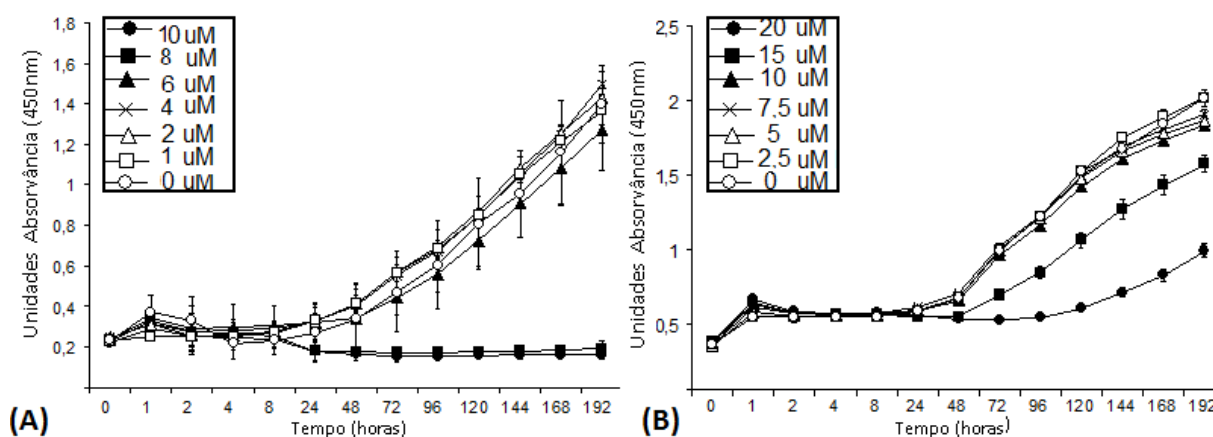 1,8
1,6
1,4
1,2
1
0,8
0,6
0,4
0,2
Unidades Absorvância (450nm)
10 uM
8 uM
6 uM
4 uM
2 uM
1 uM
0 uM
0 1 2 4 8 24 48 72 96 120 144 168 192
Tempo (horas)
(A)
2,5
2
1,5
1
0,5
0
Unidades Absorvância (450nm)
20 uM
15 uM
10 uM
7,5 uM
5 uM
2,5 uM
0 uM
0 1 2 4 8 24 48 72 96 120 144 168 192
Tempo (horas)
(B)